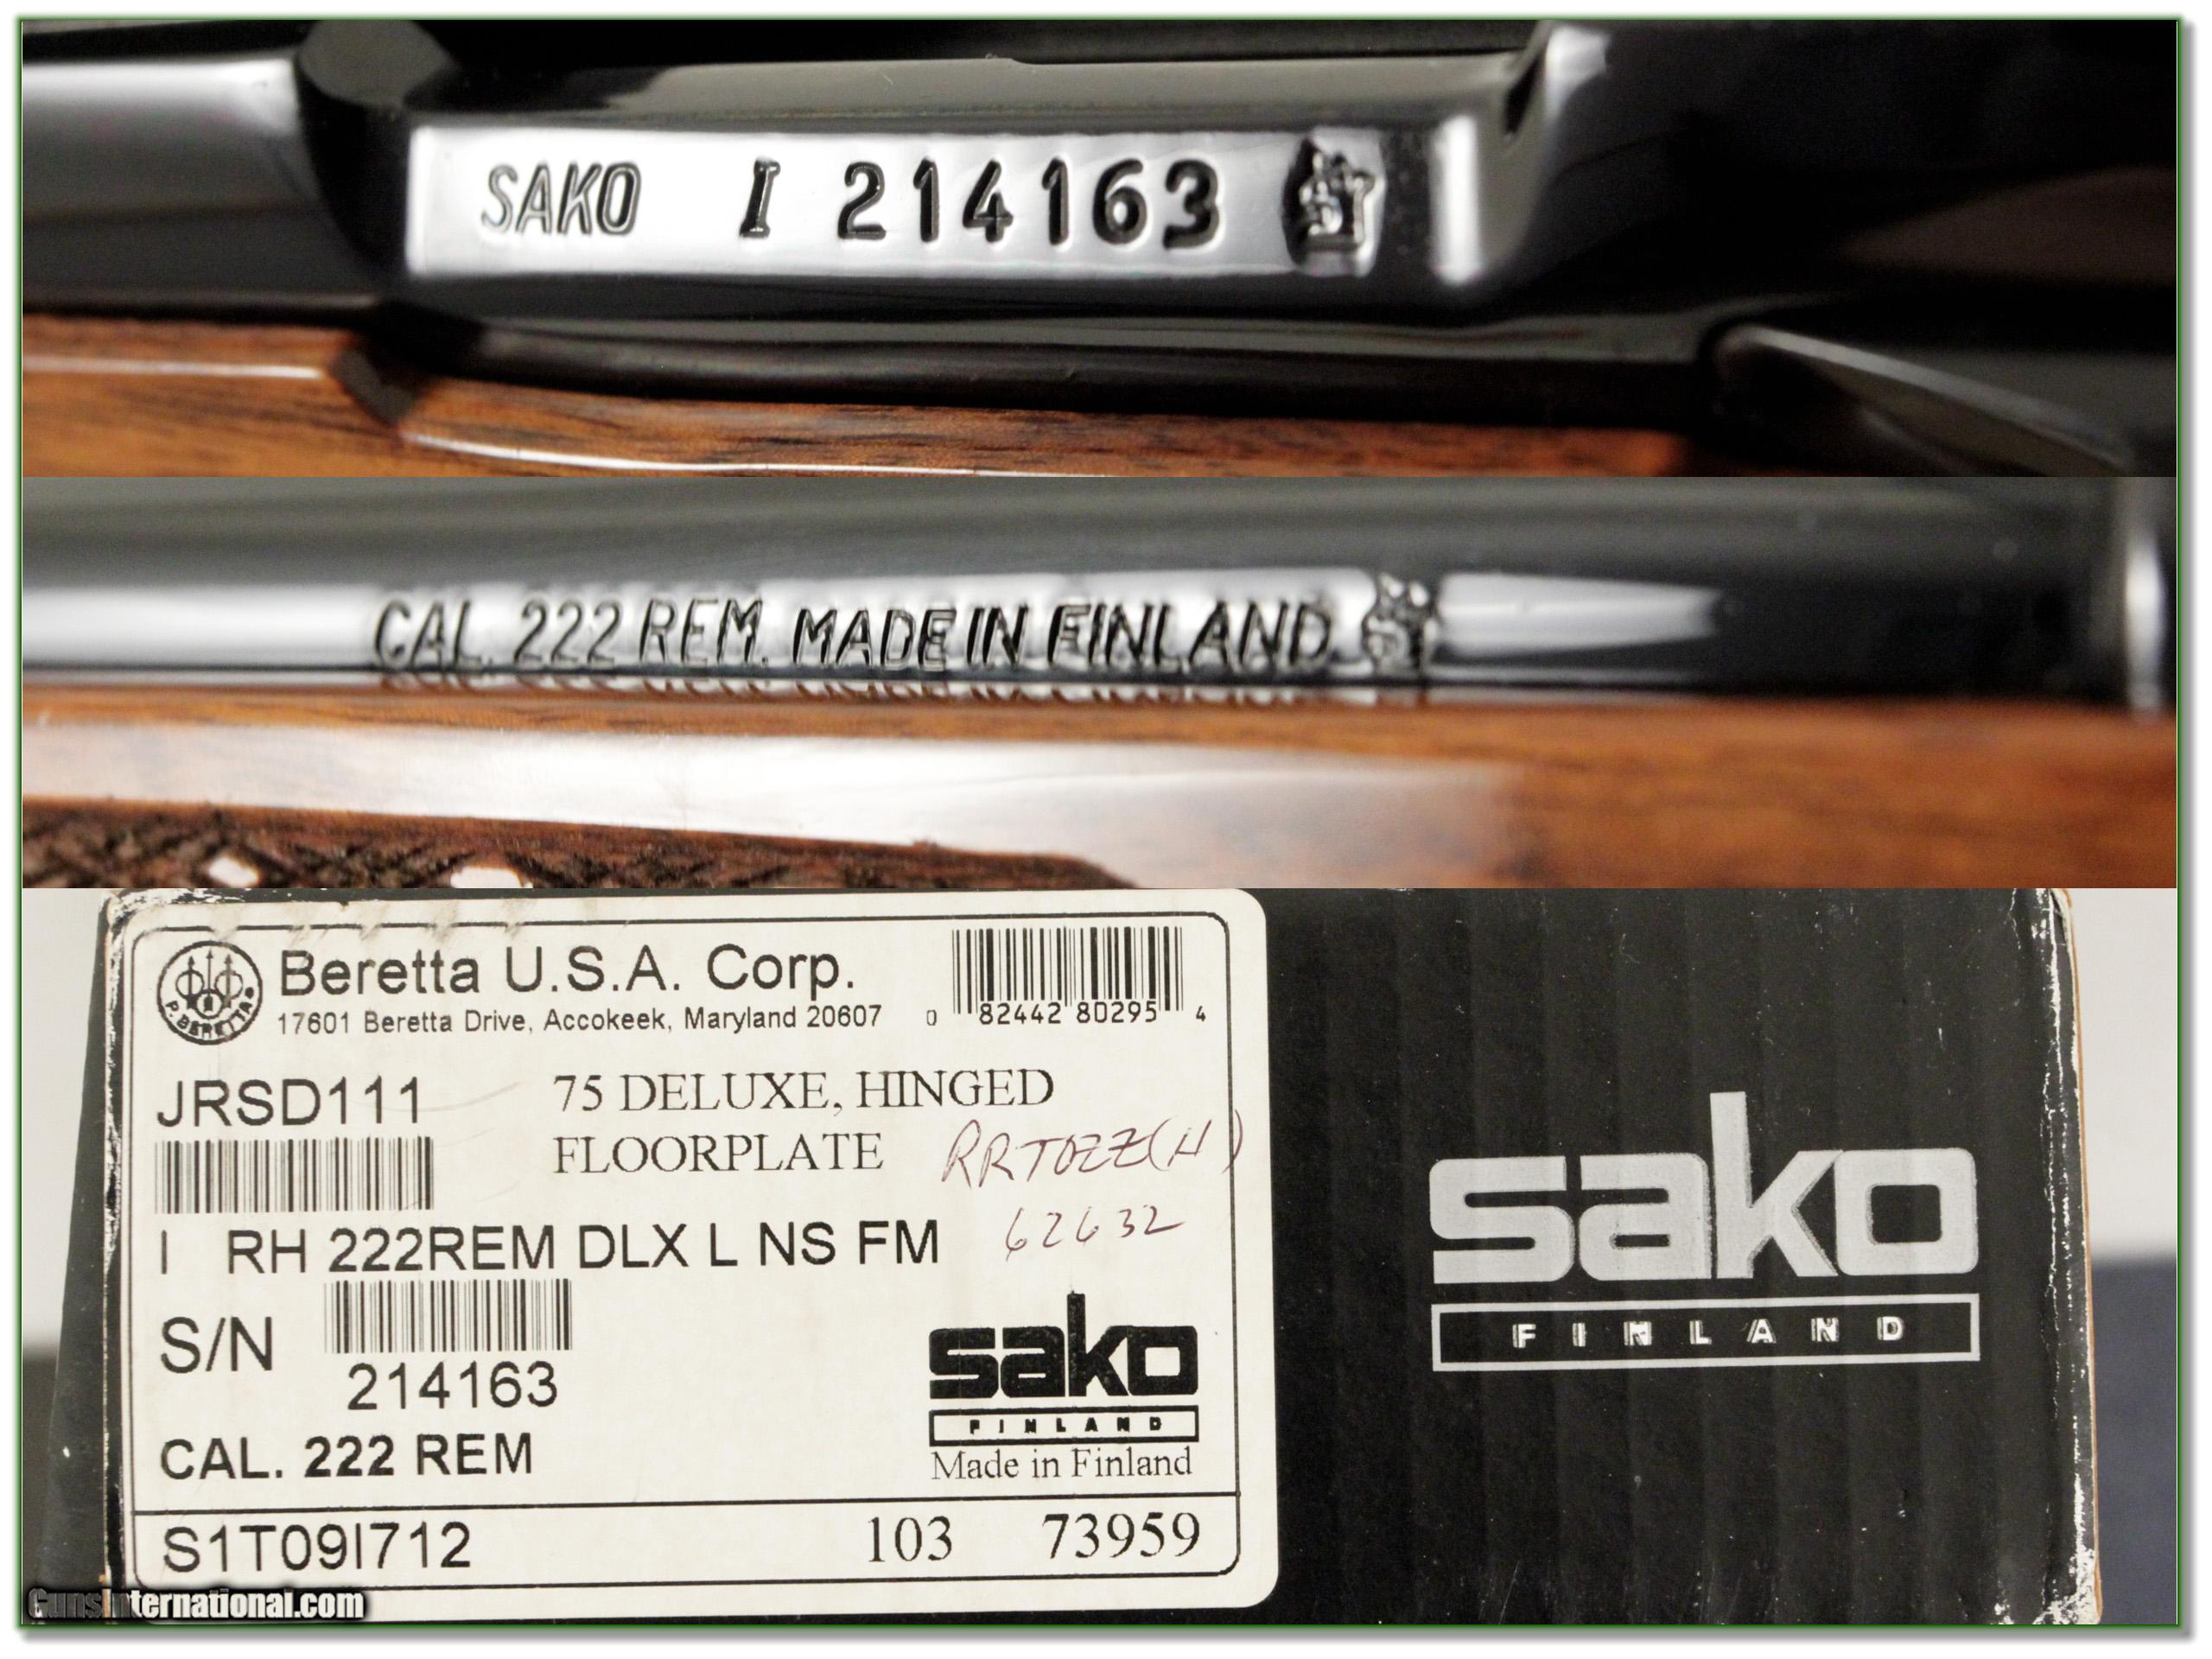 SAKO I 214163
CAL. 222 REM. MADE IN FINLAND.
Beretta U.S.A. Corp.
17601 Beretta Drive, Accokeek, Maryland 20607
0 82442 80295 4
P. BERETTA
JRSD111
75 DELUXE, HINGED
FLOORPLATE
62632
I RH 222REM DLX L NS FM
S/N
214163
CAL. 222 REM
sako
FINLAND
Made in Finland
S1T09I712 103 73959
sako
FINLAND
GunsInternational.com